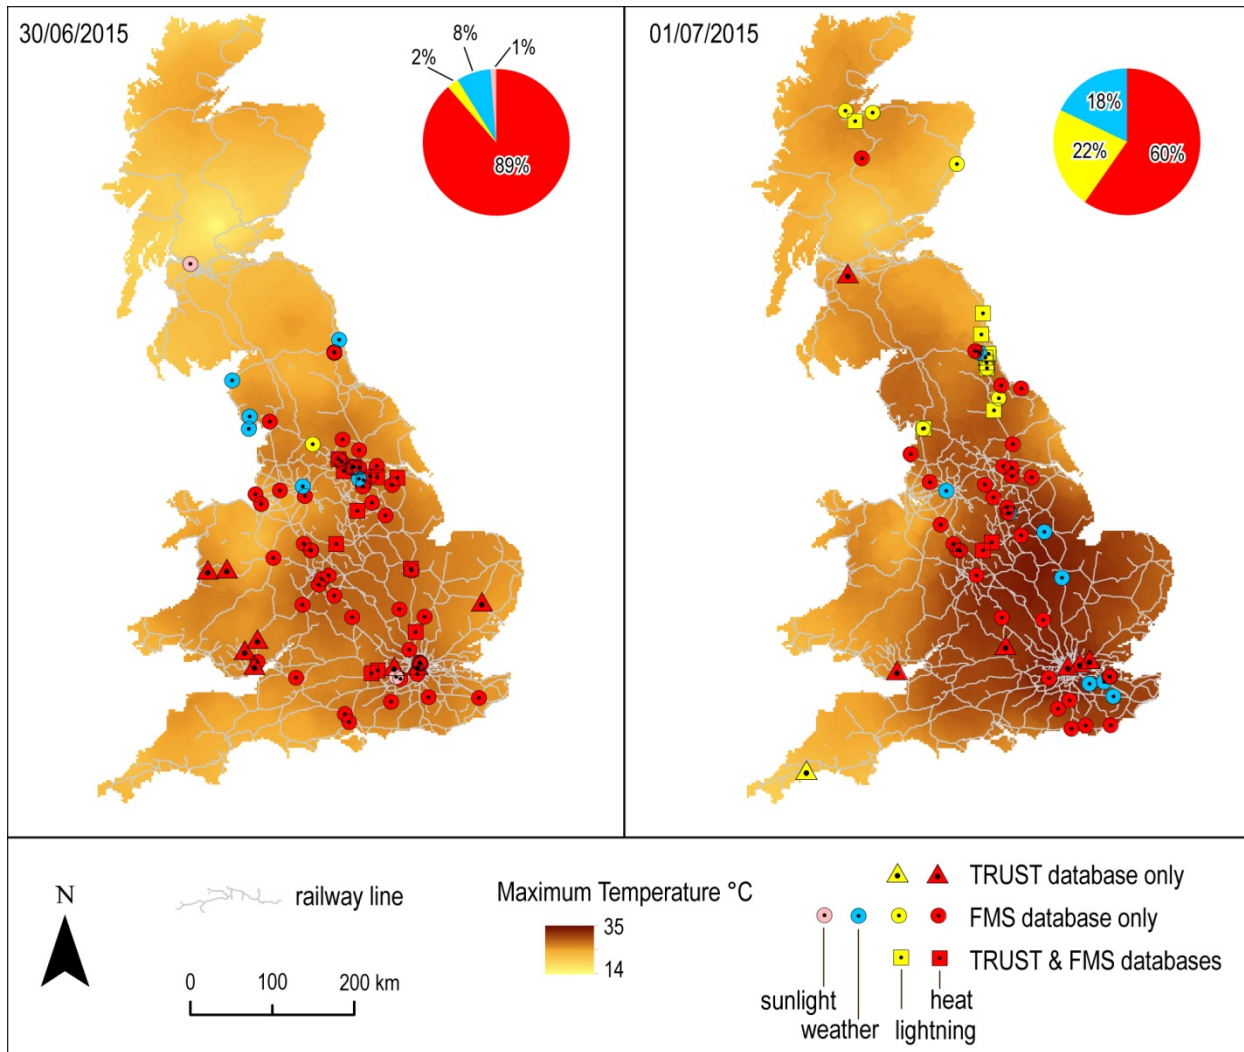 30/06/2015
2%
8%
1%
89%
01/07/2015
18%
22%
60%
N
railway line
0 100 200 km
Maximum Temperature °C
35
14
TRUST database only
FMS database only
TRUST & FMS databases
sunlight
weather
lightning
heat